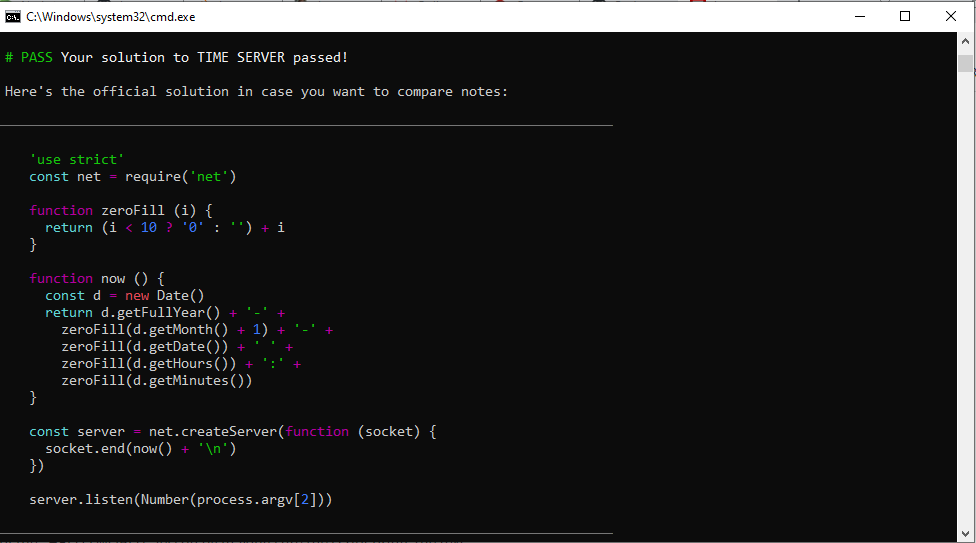 C:\Windows\system32\cmd.exe
# PASS Your solution to TIME SERVER passed!
Here's the official solution in case you want to compare notes:
'use strict'
const net = require('net')
function zeroFill (i) {
return (i < 10 ? '0' : '') + i
}
function now () {
const d = new Date()
return d.getFullYear() + '-' +
zeroFill(d.getMonth() + 1) + '-' +
zeroFill(d.getDate()) + ' ' +
zeroFill(d.getHours()) + ':' +
zeroFill(d.getMinutes())
}
const server = net.createServer(function (socket) {
socket.end(now() + '\n')
})
server.listen(Number(process.argv[2]))